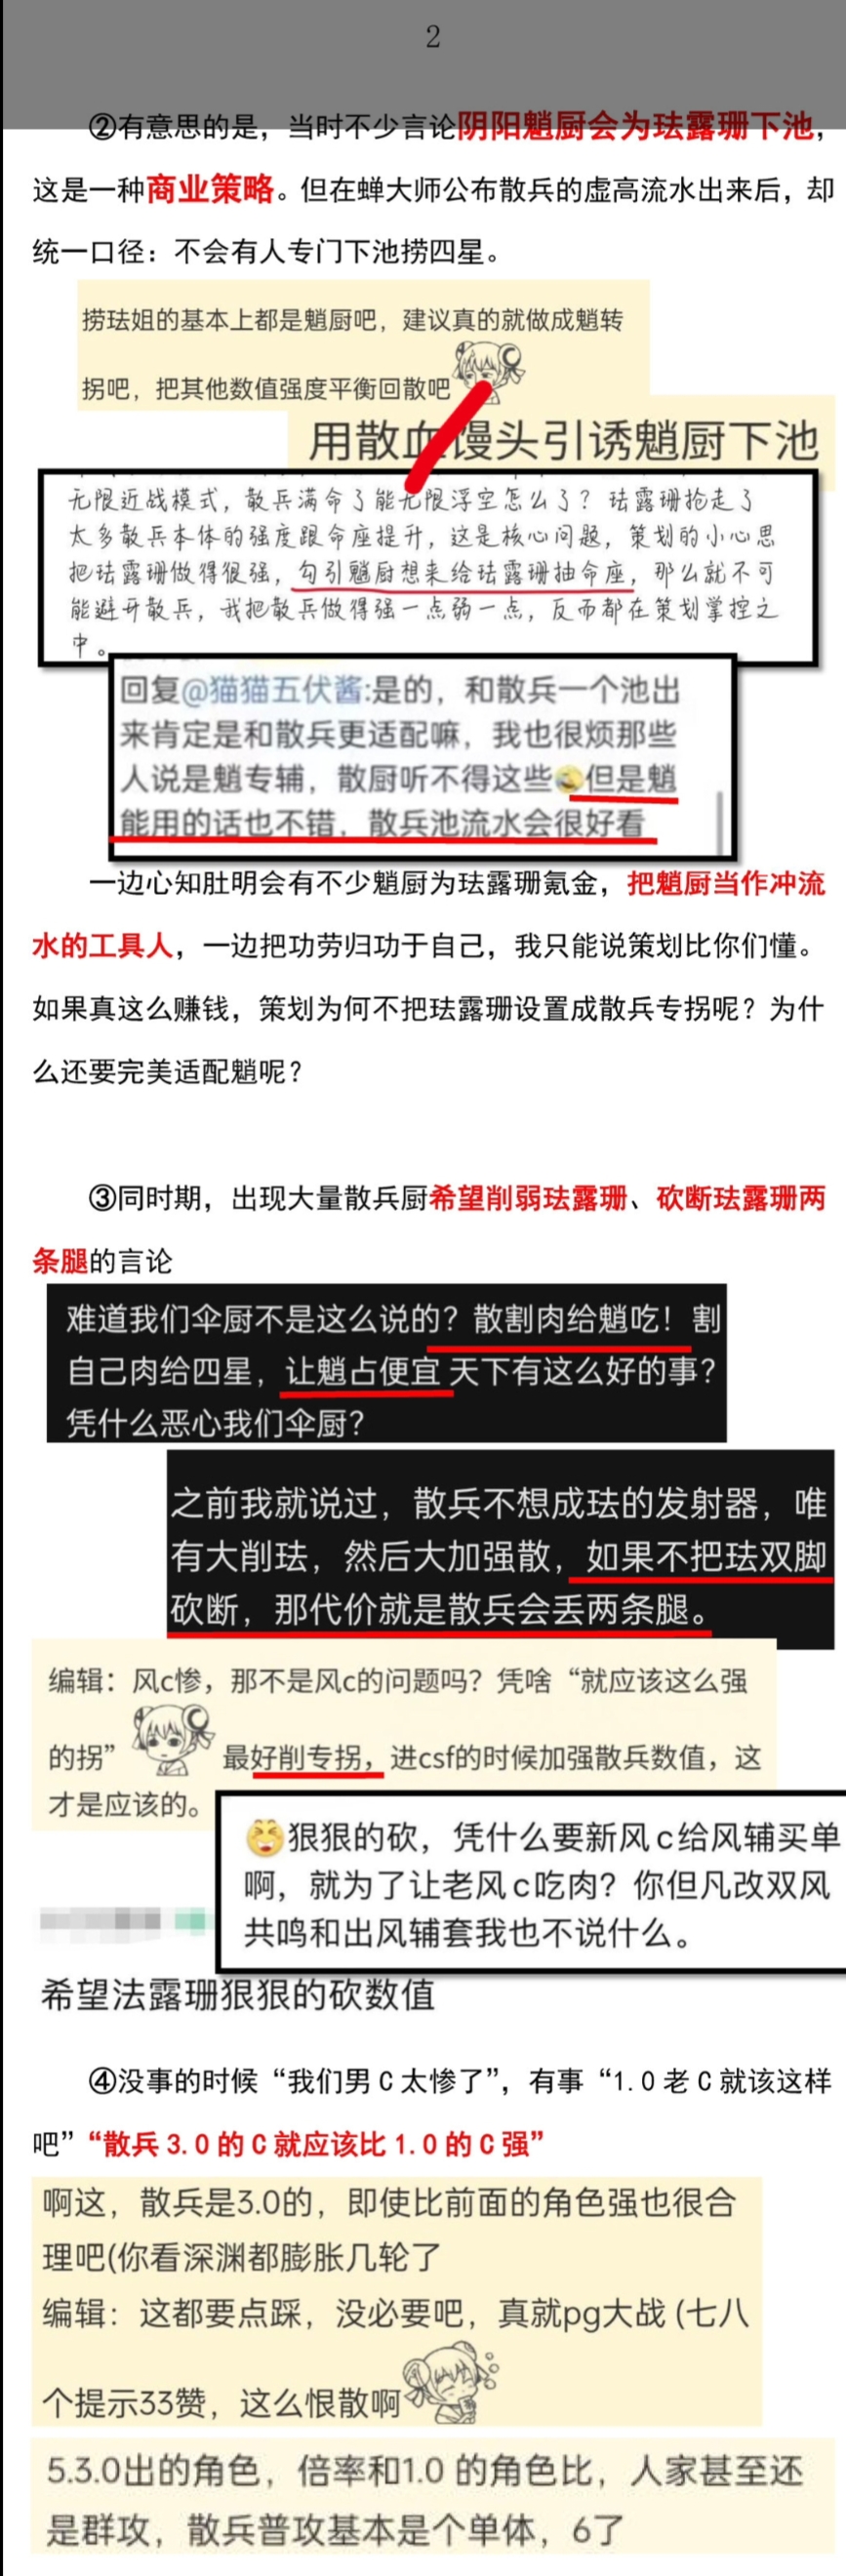 2
②有意思的是，当时不少言论阴阳魈厨会为珐露珊下池，
这是一种商业策略。但在蝉大师公布散兵的虚高流水出来后，却
统一口径：不会有人专门下池捞四星。
捞珐姐的基本上都是魈厨吧，建议真的就做成魈转
拐吧，把其他数值强度平衡回散吧
用散血馒头引诱魈厨下池
无限近战模式，散兵满命了能无限浮空怎么了？珐露珊抢走了
太多散兵本体的强度跟命座提升，这是核心问题，策划的小心思
把珐露珊做得很强，勾引魈厨想来给珐露珊抽命座，那么就不可
能避开散兵，我把散兵做得强一点弱一点，反而都在策划掌控之
中。
回复@猫猫五伏酱:是的，和散兵一个池出
来肯定是和散兵更适配嘛，我也很烦那些
人说是魈专辅，散厨听不得这些但是魈
能用的话也不错，散兵池流水会很好看
一边心知肚明会有不少魈厨为珐露珊氪金，把魈厨当作冲流
水的工具人，一边把功劳归功于自己，我只能说策划比你们懂。
如果真这么赚钱，策划为何不把珐露珊设置成散兵专拐呢？为什
么还要完美适配魈呢？
③同时期，出现大量散兵厨希望削弱珐露珊、砍断珐露珊两
条腿的言论
难道我们伞厨不是这么说的？散割肉给魈吃！割
自己肉给四星，让魈占便宜 天下有这么好的事？
凭什么恶心我们伞厨？
之前我就说过，散兵不想成珐的发射器，唯
有大削珐，然后大加强散，如果不把珐双脚
砍断，那代价就是散兵会丢两条腿。
编辑：风c惨，那不是风c的问题吗？凭啥“就应该这么强
的拐” 最好削专拐，进csf的时候加强散兵数值，这
才是应该的。
狠狠的砍，凭什么要新风c给风辅买单
啊，就为了让老风c吃肉？你但凡改双风
共鸣和出风辅套我也不说什么。
希望法露珊狠狠的砍数值
④没事的时候“我们男C太惨了”，有事“1.0老C就该这样
吧”“散兵3.0的C就应该比1.0的C强”
啊这，散兵是3.0的，即使比前面的角色强也很合
理吧(你看深渊都膨胀几轮了
编辑：这都要点踩，没必要吧，真就pg大战 (七八
个提示33赞，这么恨散啊
5.3.0出的角色，倍率和1.0 的角色比，人家甚至还
是群攻，散兵普攻基本是个单体，6了